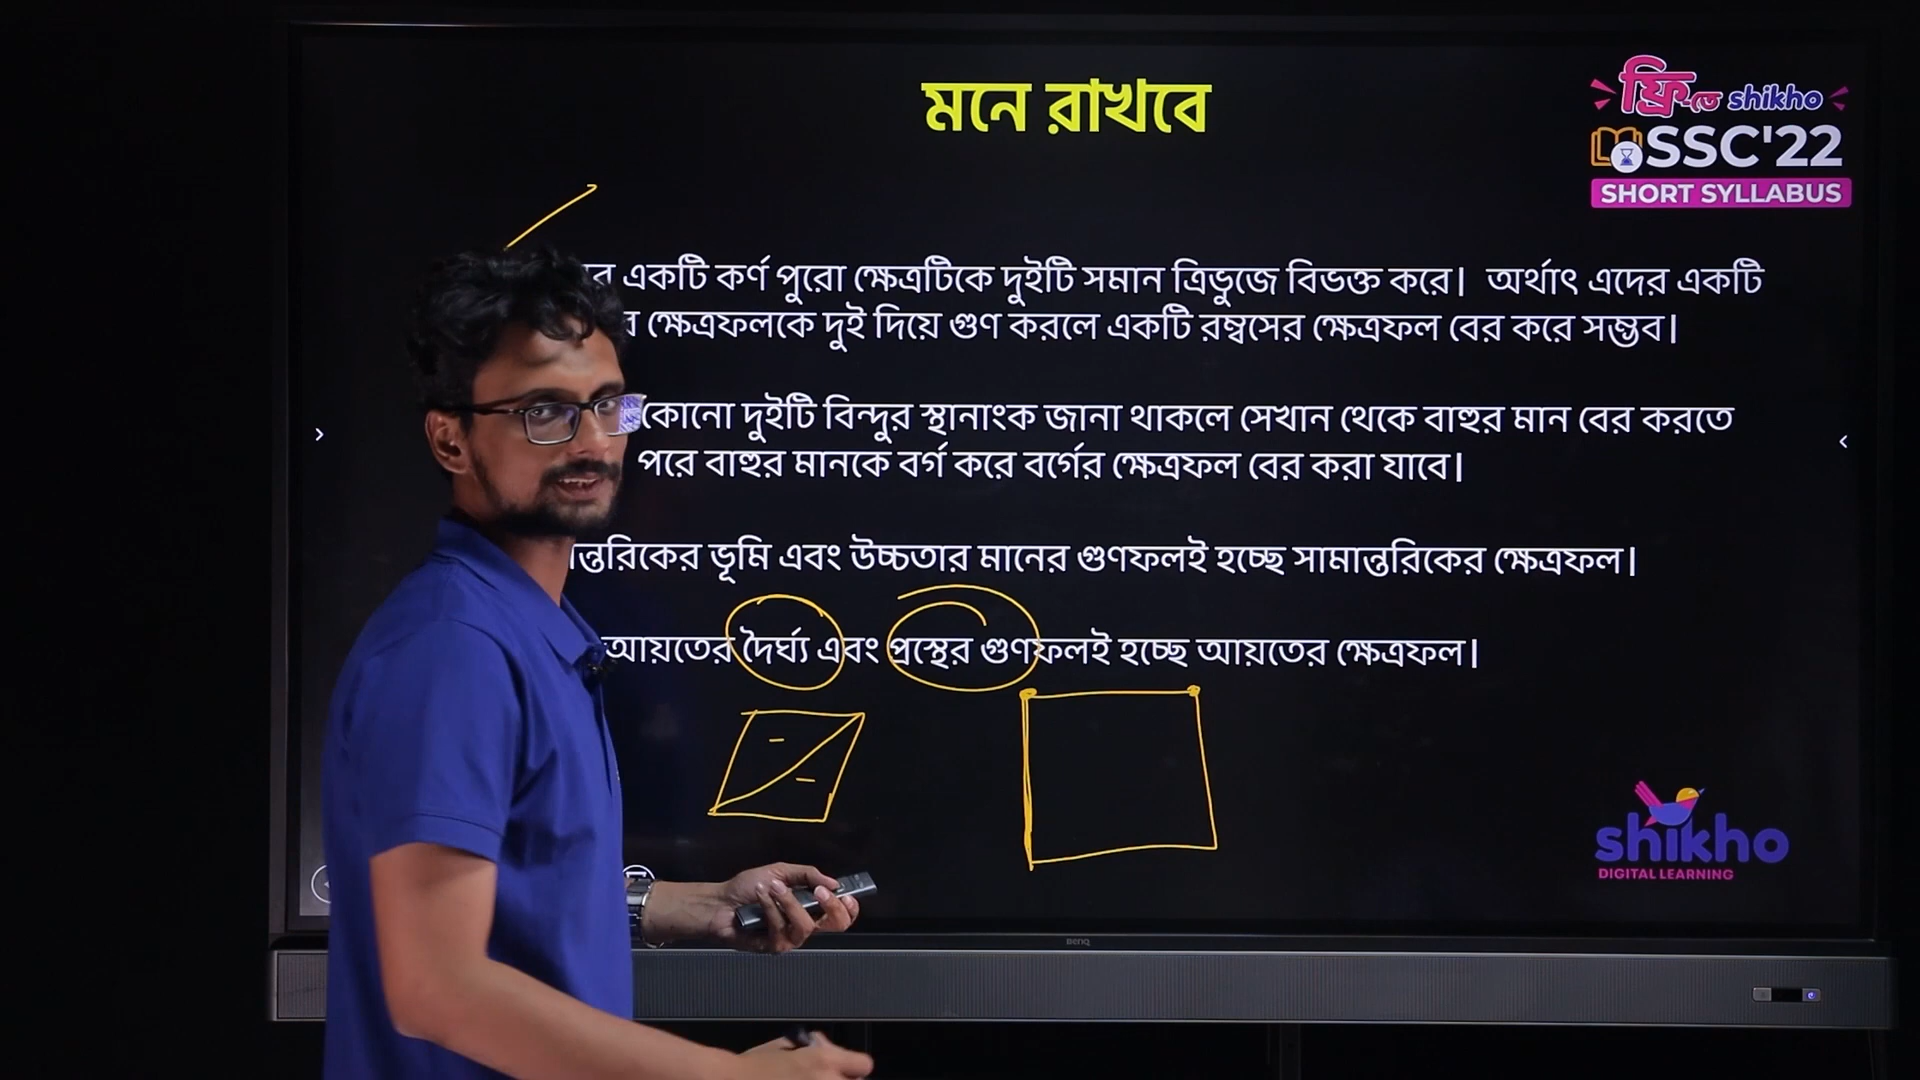 মনে রাখবে
ফ্রি-তে shikho
SSC'22
SHORT SYLLABUS
একটি কর্ণ পুরো ক্ষেত্রটিকে দুইটি সমান ত্রিভুজে বিভক্ত করে। অর্থাৎ এদের একটি
ক্ষেত্রফলকে দুই দিয়ে গুণ করলে একটি রম্বসের ক্ষেত্রফল বের করে সম্ভব।
কোনো দুইটি বিন্দুর স্থানাংক জানা থাকলে সেখান থেকে বাহুর মান বের করতে
পরে বাহুর মানকে বর্গ করে বর্গের ক্ষেত্রফল বের করা যাবে।
ভূমি এবং উচ্চতার মানের গুণফলই হচ্ছে সামান্তরিকের ক্ষেত্রফল।
আয়তের দৈর্ঘ্য এবং প্রস্থের গুণফলই হচ্ছে আয়তের ক্ষেত্রফল।
shikho
DIGITAL LEARNING
BenQ